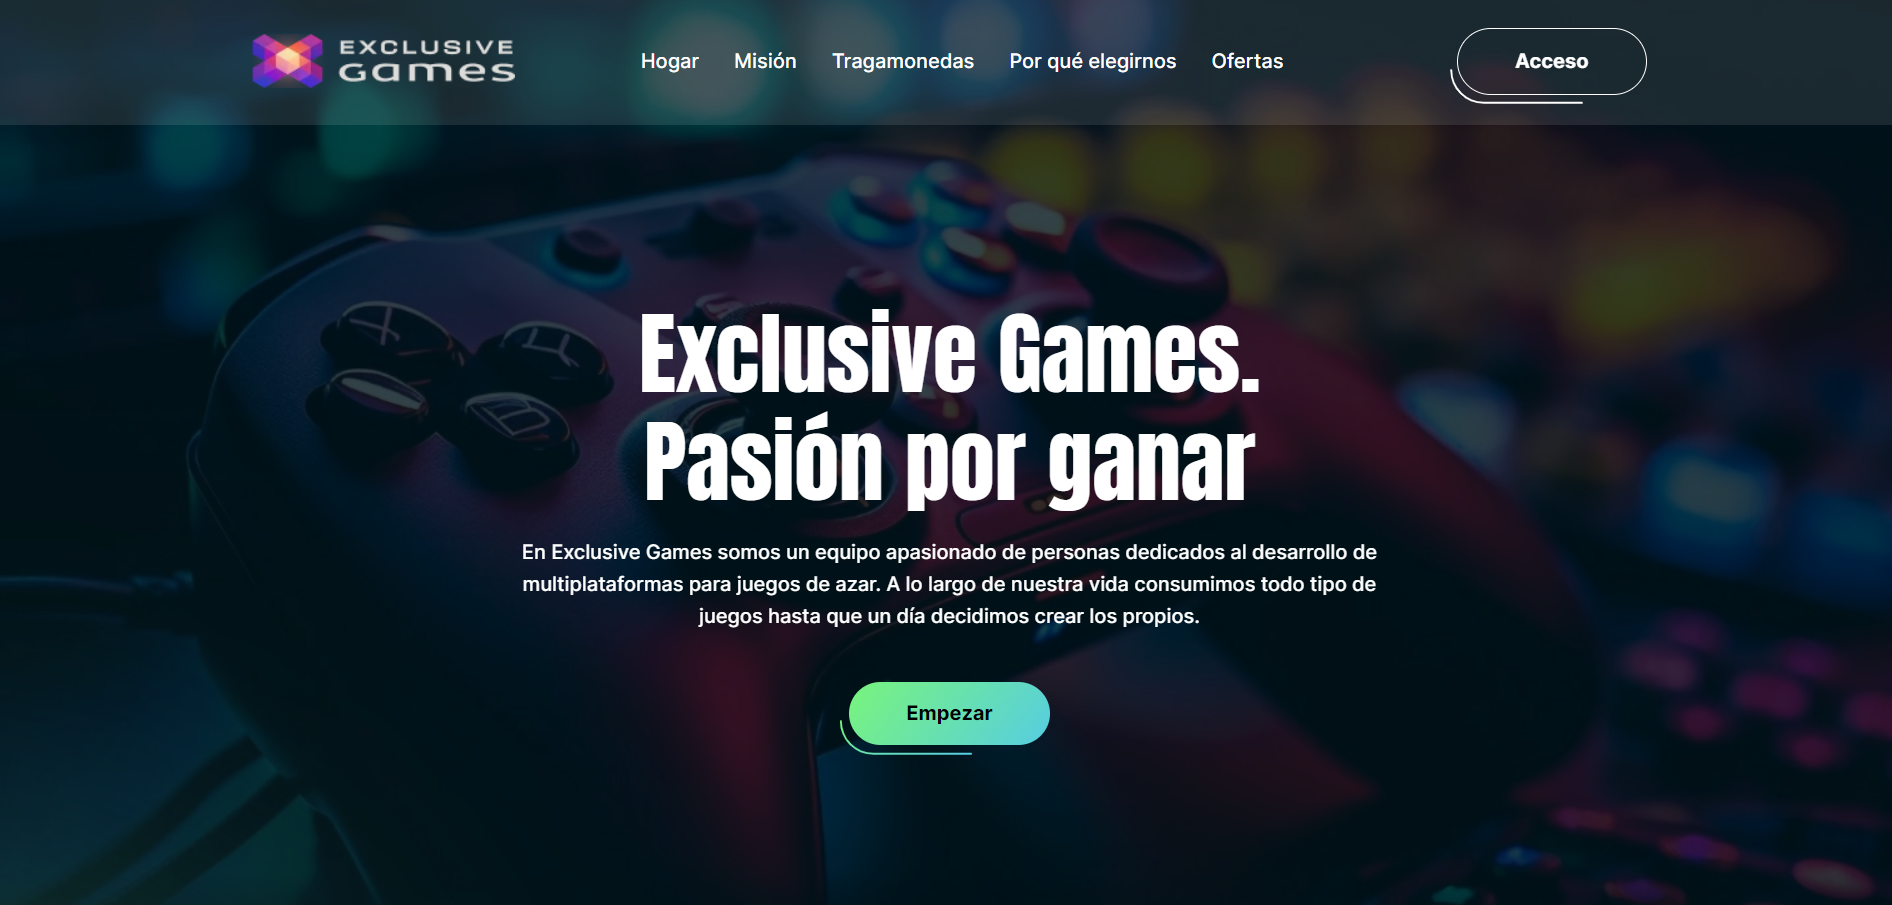 EXCLUSIVE
Games
Hogar
Misión
Tragamonedas
Por qué elegirnos
Ofertas
Acceso
X
Y
B
Exclusive Games.
Pasión por ganar
En Exclusive Games somos un equipo apasionado de personas dedicados al desarrollo de
multiplataformas para juegos de azar. A lo largo de nuestra vida consumimos todo tipo de
juegos hasta que un día decidimos crear los propios.
Empezar